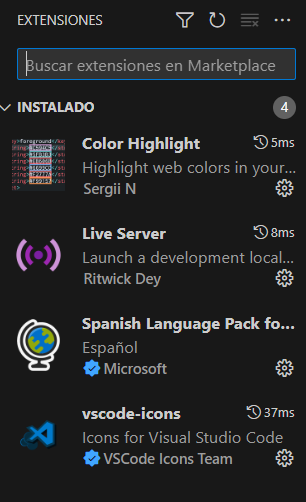 EXTENSIONES
Buscar extensiones en Marketplace
INSTALADO 4
Color Highlight 5ms
Highlight web colors in your...
Sergii N
Live Server 8ms
Launch a development local...
Ritwick Dey
Spanish Language Pack fo...
Español
Microsoft
vscode-icons 37ms
Icons for Visual Studio Code
VSCode Icons Team